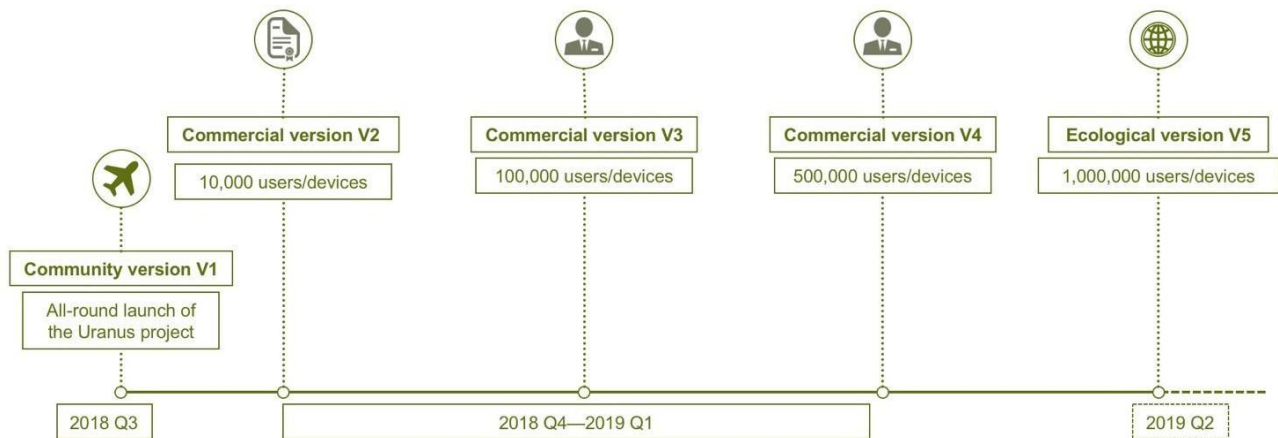 Commercial version V2
10,000 users/devices
Commercial version V3
100,000 users/devices
Commercial version V4
500,000 users/devices
Ecological version V5
1,000,000 users/devices
Community version V1
All-round launch of
the Uranus project
2018 Q3
2018 Q4—2019 Q1
2019 Q2